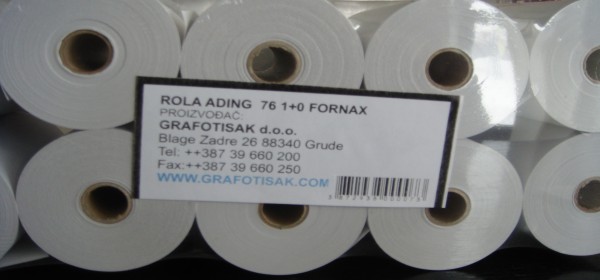 ROLA ADING 76 1+0 FORNAX
PROIZVOĐAČ:
GRAFOTISAK d.o.o.
Blage Zadre 26 88340 Grude
Tel: ++387 39 660 200
Fax:++387 39 660 250
WWW.GRAFOTISAK.COM